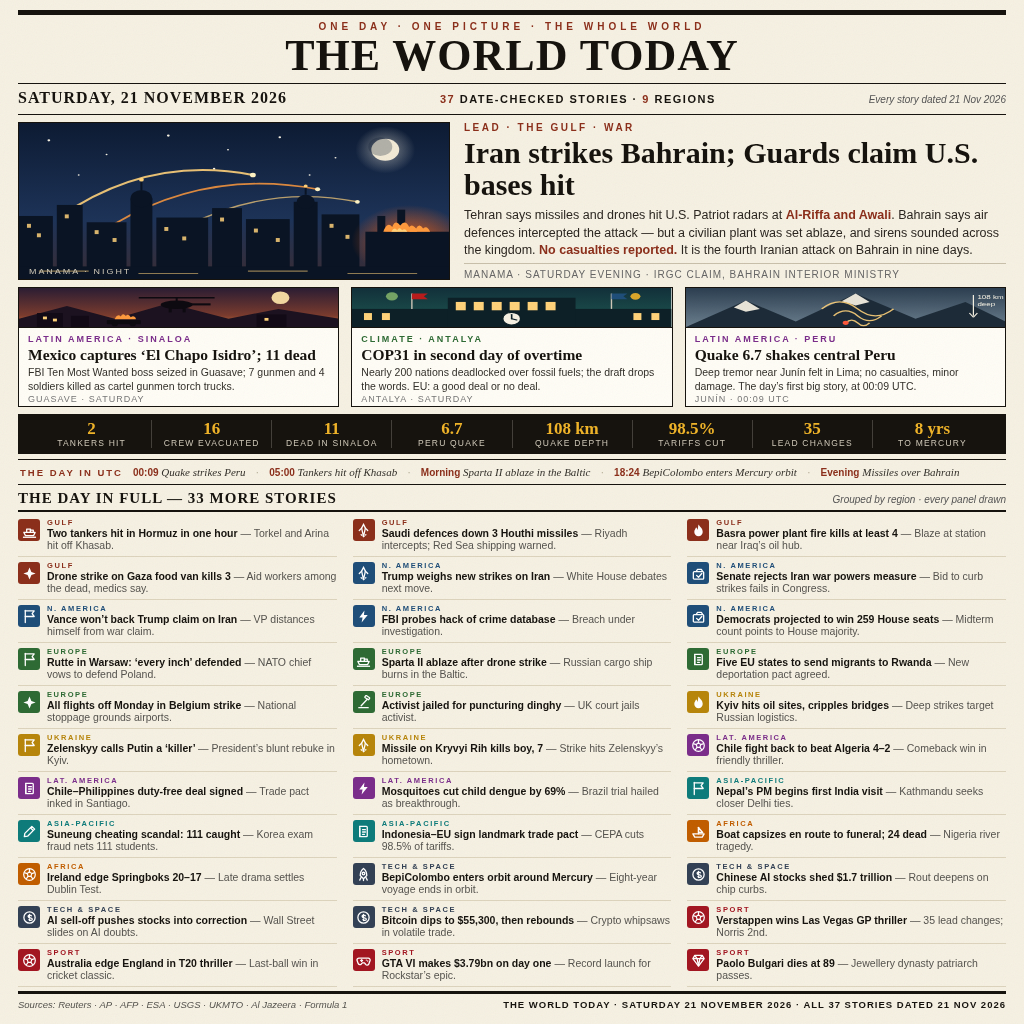 ONE DAY · ONE PICTURE · THE WHOLE WORLD
THE WORLD TODAY
SATURDAY, 21 NOVEMBER 2026
37 DATE-CHECKED STORIES · 9 REGIONS
Every story dated 21 Nov 2026
MANAMA · NIGHT
LEAD · THE GULF · WAR
Iran strikes Bahrain; Guards claim U.S.
bases hit
Tehran says missiles and drones hit U.S. Patriot radars at Al-Riffa and Awali. Bahrain says air
defences intercepted the attack — but a civilian plant was set ablaze, and sirens sounded across
the kingdom. No casualties reported. It is the fourth Iranian attack on Bahrain in nine days.
MANAMA · SATURDAY EVENING · IRGC CLAIM, BAHRAIN INTERIOR MINISTRY
LATIN AMERICA · SINALOA
Mexico captures ‘El Chapo Isidro’; 11 dead
FBI Ten Most Wanted boss seized in Guasave; 7 gunmen and 4
soldiers killed as cartel gunmen torch trucks.
GUASAVE · SATURDAY
CLIMATE · ANTALYA
COP31 in second day of overtime
Nearly 200 nations deadlocked over fossil fuels; the draft drops
the words. EU: a good deal or no deal.
ANTALYA · SATURDAY
108 km
deep
LATIN AMERICA · PERU
Quake 6.7 shakes central Peru
Deep tremor near Junín felt in Lima; no casualties, minor
damage. The day’s first big story, at 00:09 UTC.
JUNÍN · 00:09 UTC
2
TANKERS HIT
16
CREW EVACUATED
11
DEAD IN SINALOA
6.7
PERU QUAKE
108 km
QUAKE DEPTH
98.5%
TARIFFS CUT
35
LEAD CHANGES
8 yrs
TO MERCURY
THE DAY IN UTC 00:09 Quake strikes Peru · 05:00 Tankers hit off Khasab · Morning Sparta II ablaze in the Baltic · 18:24 BepiColombo enters Mercury orbit · Evening Missiles over Bahrain
THE DAY IN FULL — 33 MORE STORIES
Grouped by region · every panel drawn
GULF
Two tankers hit in Hormuz in one hour — Torkel and Arina
hit off Khasab.
GULF
Saudi defences down 3 Houthi missiles — Riyadh
intercepts; Red Sea shipping warned.
GULF
Basra power plant fire kills at least 4 — Blaze at station
near Iraq’s oil hub.
GULF
Drone strike on Gaza food van kills 3 — Aid workers among
the dead, medics say.
N. AMERICA
Trump weighs new strikes on Iran — White House debates
next move.
N. AMERICA
Senate rejects Iran war powers measure — Bid to curb
strikes fails in Congress.
N. AMERICA
Vance won’t back Trump claim on Iran — VP distances
himself from war claim.
N. AMERICA
FBI probes hack of crime database — Breach under
investigation.
N. AMERICA
Democrats projected to win 259 House seats — Midterm
count points to House majority.
EUROPE
Rutte in Warsaw: ‘every inch’ defended — NATO chief
vows to defend Poland.
EUROPE
Sparta II ablaze after drone strike — Russian cargo ship
burns in the Baltic.
EUROPE
Five EU states to send migrants to Rwanda — New
deportation pact agreed.
EUROPE
All flights off Monday in Belgium strike — National
stoppage grounds airports.
EUROPE
Activist jailed for puncturing dinghy — UK court jails
activist.
UKRAINE
Kyiv hits oil sites, cripples bridges — Deep strikes target
Russian logistics.
UKRAINE
Zelenskyy calls Putin a ‘killer’ — President’s blunt rebuke in
Kyiv.
UKRAINE
Missile on Kryvyi Rih kills boy, 7 — Strike hits Zelenskyy’s
hometown.
LAT. AMERICA
Chile fight back to beat Algeria 4–2 — Comeback win in
friendly thriller.
LAT. AMERICA
Chile–Philippines duty-free deal signed — Trade pact
inked in Santiago.
LAT. AMERICA
Mosquitoes cut child dengue by 69% — Brazil trial hailed
as breakthrough.
ASIA-PACIFIC
Nepal’s PM begins first India visit — Kathmandu seeks
closer Delhi ties.
ASIA-PACIFIC
Suneung cheating scandal: 111 caught — Korea exam
fraud nets 111 students.
ASIA-PACIFIC
Indonesia–EU sign landmark trade pact — CEPA cuts
98.5% of tariffs.
AFRICA
Boat capsizes en route to funeral; 24 dead — Nigeria river
tragedy.
AFRICA
Ireland edge Springboks 20–17 — Late drama settles
Dublin Test.
TECH & SPACE
BepiColombo enters orbit around Mercury — Eight-year
voyage ends in orbit.
TECH & SPACE
Chinese AI stocks shed $1.7 trillion — Rout deepens on
chip curbs.
TECH & SPACE
AI sell-off pushes stocks into correction — Wall Street
slides on AI doubts.
TECH & SPACE
Bitcoin dips to $55,300, then rebounds — Crypto whipsaws
in volatile trade.
SPORT
Verstappen wins Las Vegas GP thriller — 35 lead changes;
Norris 2nd.
SPORT
Australia edge England in T20 thriller — Last-ball win in
cricket classic.
SPORT
GTA VI makes $3.79bn on day one — Record launch for
Rockstar’s epic.
SPORT
Paolo Bulgari dies at 89 — Jewellery dynasty patriarch
passes.
Sources: Reuters · AP · AFP · ESA · USGS · UKMTO · Al Jazeera · Formula 1
THE WORLD TODAY · SATURDAY 21 NOVEMBER 2026 · ALL 37 STORIES DATED 21 NOV 2026